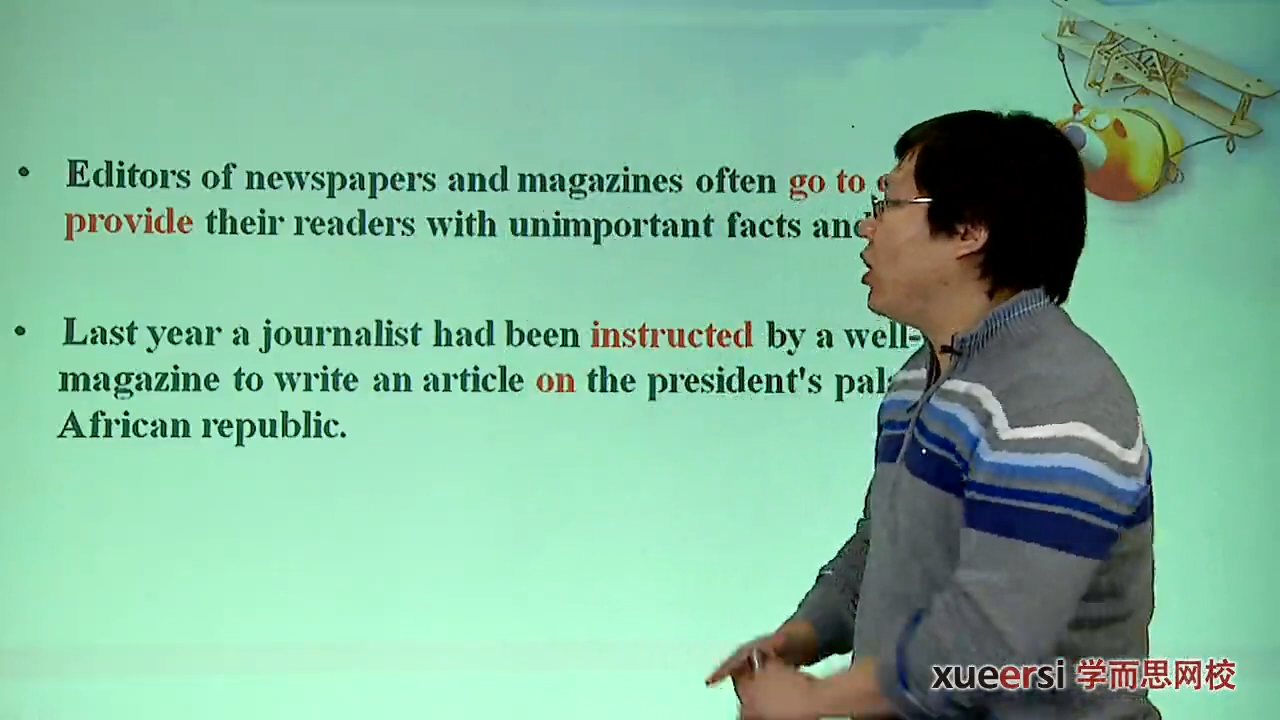 Editors of newspapers and magazines often go to
provide their readers with unimportant facts and
Last year a journalist had been instructed by a well-
magazine to write an article on the president's
African republic.
xueersi 学而思网校